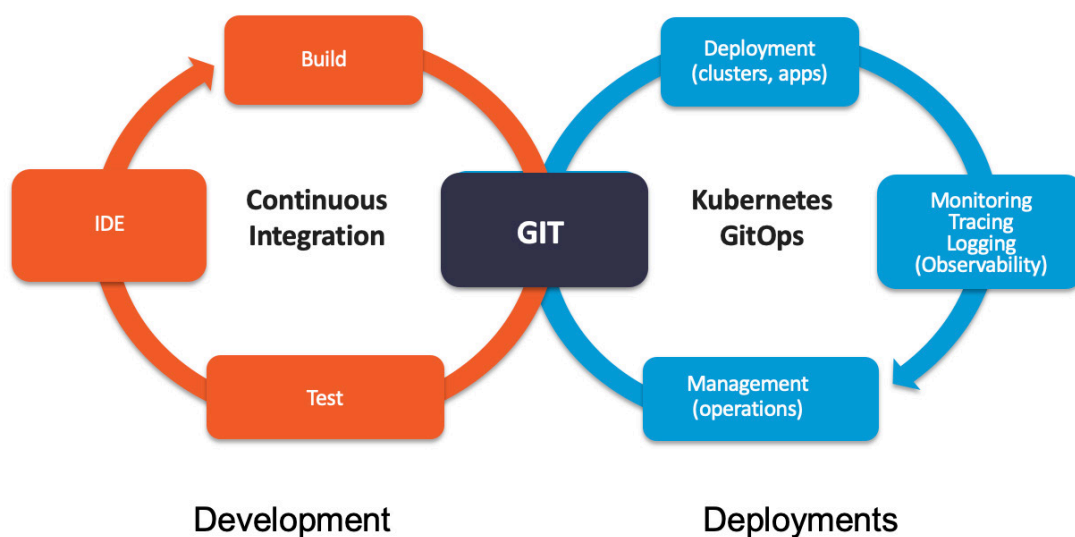 Build
IDE
Continuous
Integration
Test
GIT
Deployment
(clusters, apps)
Kubernetes
GitOps
Monitoring
Tracing
Logging
(Observability)
Management
(operations)
Development
Deployments